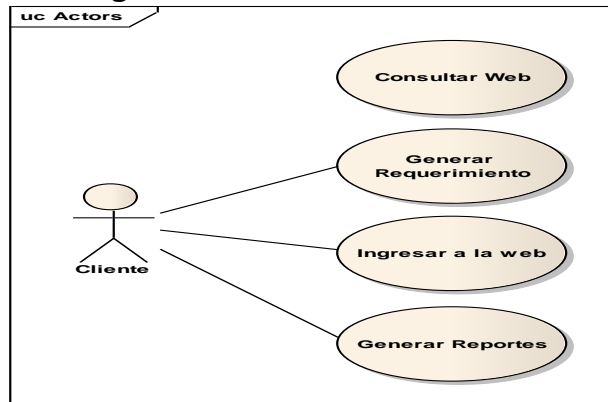 uc Actors
Consultar Web
Generar
Requerimiento
Ingresar a la web
Cliente
Generar Reportes